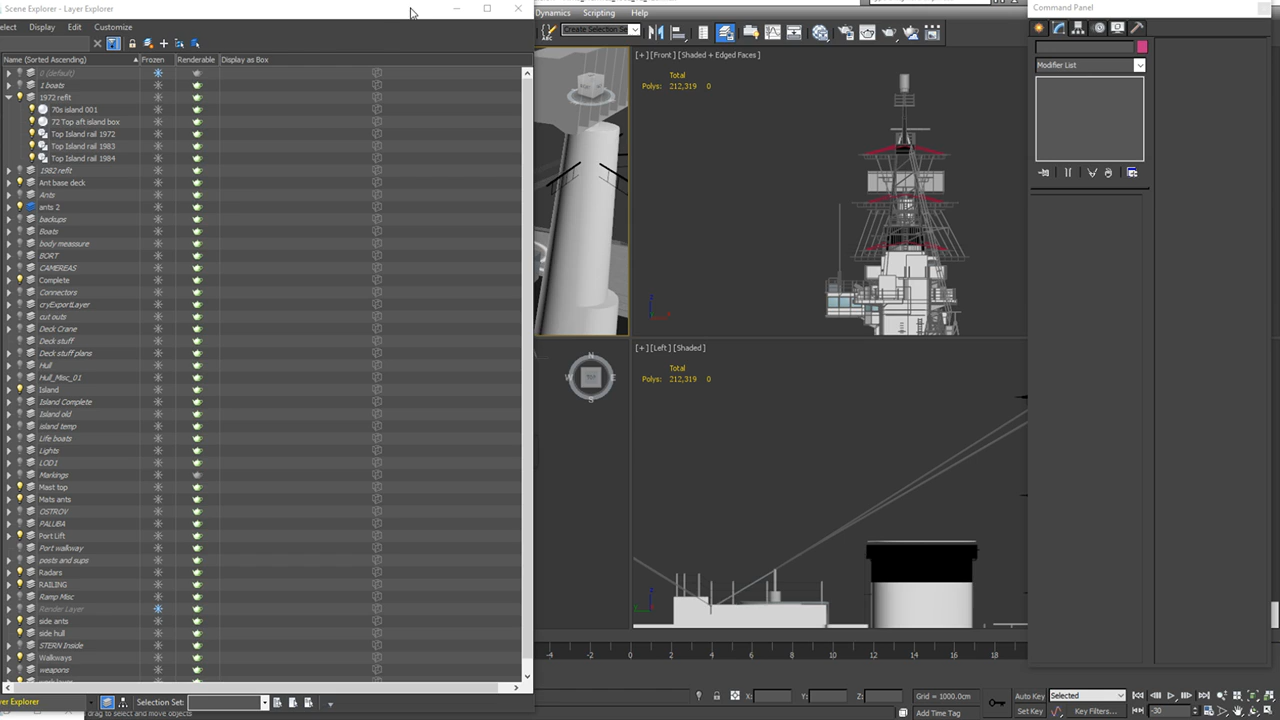 Scene Explorer - Layer Explorer
Dynamics Scripting Help
Command Panel
elect Display Edit Customize
Create Selection Se
Name (Sorted Ascending) Frozen Renderable Display as Box
[+] [Front] [Shaded + Edged Faces]
Modifier List
0 (default)
Total
1 boats
Polys: 212,319 0
1972 refit
70s island 001
72 Top aft island box
Top Island rail 1972
Top Island rail 1983
Top Island rail 1984
1982 refit
Ant base deck
Ants
ants 2
backups
Boats
body meassure
BORT
CAMEREAS
Complete
Connectors
cryExportLayer
cut outs
Deck Crane
Deck stuff
[+] [Left] [Shaded]
Deck stuff plans
Total
Hull
Polys: 212,319 0
Hull_Misc_01
N
W E
S
Island
Island Complete
Island old
island temp
Life boats
Lights
LOD1
Markings
Mast top
Mats ants
OSTROV
PALUBA
Port Lift
Port walkway
posts and sups
Radars
RAILING
Ramp Misc
Render Layer
side ants
side hull
STERN Inside
Walkways
weapons
-4 -2 0 2 4 6 8 10 12 14 16 18
yer Explorer Selection Set:
X: Y: Z: Grid = 1000.0cm Auto Key Selected
drag to select and move objects Add Time Tag Set Key Key Filters... -30